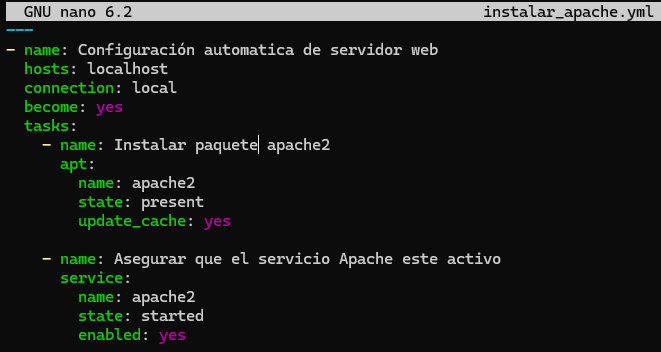 GNU nano 6.2 instalar_apache.yml
---
- name: Configuración automatica de servidor web
  hosts: localhost
  connection: local
  become: yes
  tasks:
    - name: Instalar paquete apache2
      apt:
        name: apache2
        state: present
        update_cache: yes

    - name: Asegurar que el servicio Apache este activo
      service:
        name: apache2
        state: started
        enabled: yes